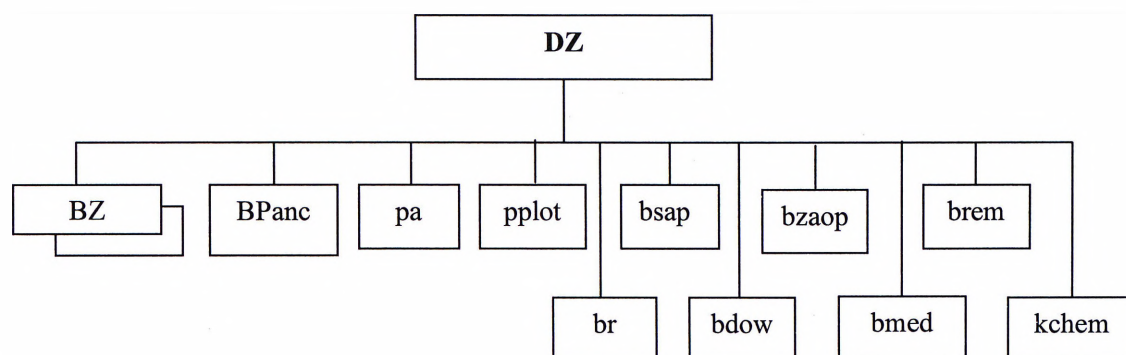 DZ
BZ
BPanc
pa
pplot
bsap
bzaop
brem
br
bdow
bmed
kchem